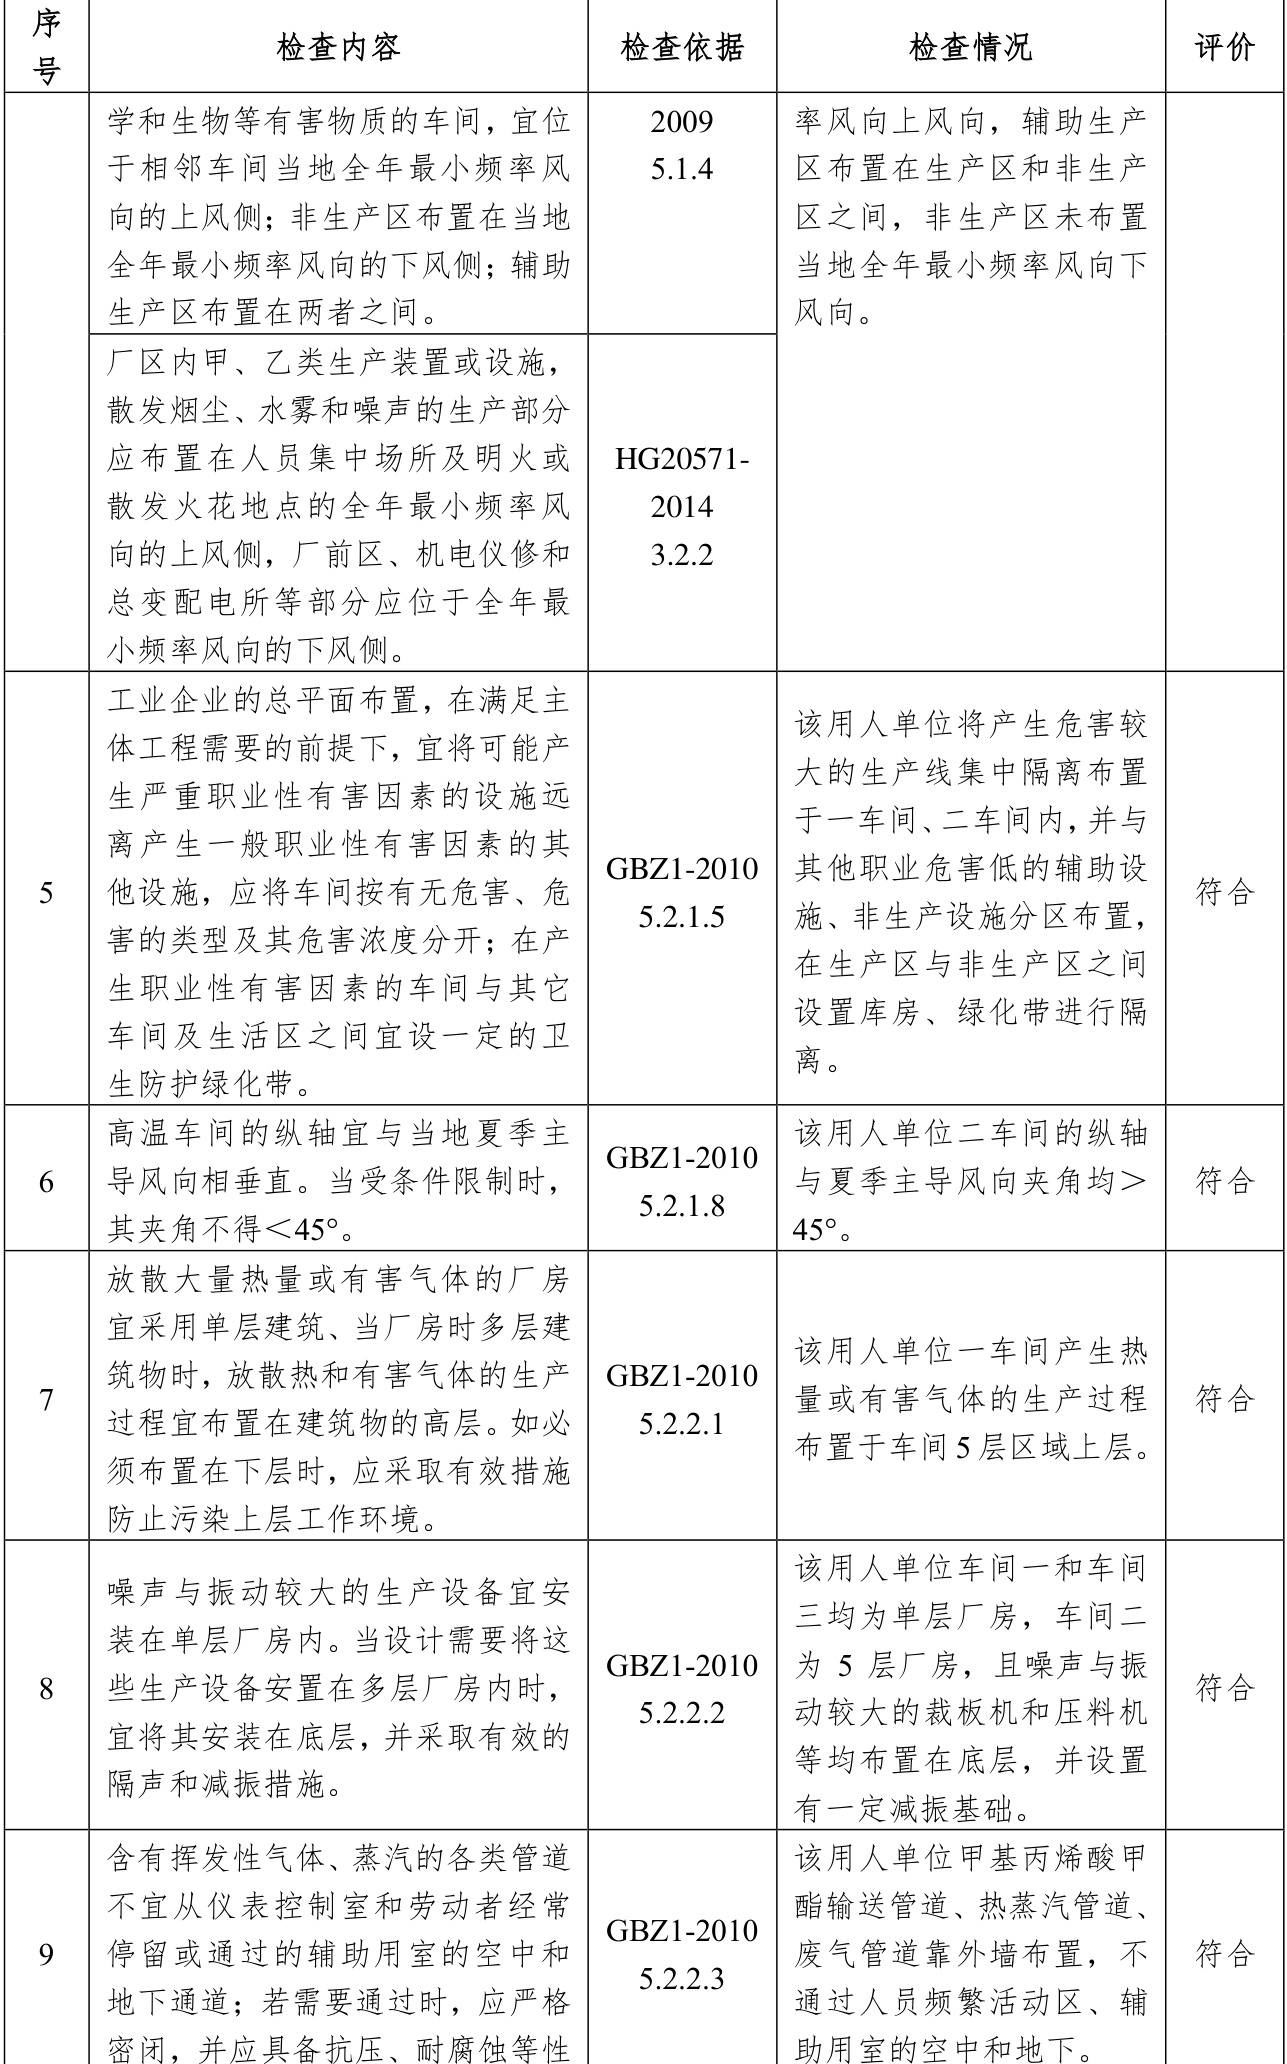 序
号
检查内容
检查依据
检查情况
评价
学和生物等有害物质的车间，宜位
于相邻车间当地全年最小频率风
向的上风侧；非生产区布置在当地
全年最小频率风向的下风侧；辅助
生产区布置在两者之间。
2009
5.1.4
率风向上风向，辅助生产
区布置在生产区和非生产
区之间，非生产区未布置
当地全年最小频率风向下
风向。
厂区内甲、乙类生产装置或设施，
散发烟尘、水雾和噪声的生产部分
应布置在人员集中场所及明火或
散发火花地点的全年最小频率风
向的上风侧，厂前区、机电仪修和
总变配电所等部分应位于全年最
小频率风向的下风侧。
HG20571-
2014
3.2.2
5
工业企业的总平面布置，在满足主
体工程需要的前提下，宜将可能产
生严重职业性有害因素的设施远
离产生一般职业性有害因素的其
他设施，应将车间按有无危害、危
害的类型及其危害浓度分开；在产
生职业性有害因素的车间与其它
车间及生活区之间宜设一定的卫
生防护绿化带。
GBZ1-2010
5.2.1.5
该用人单位将产生危害较
大的生产线集中隔离布置
于一车间、二车间内，并与
其他职业危害低的辅助设
施、非生产设施分区布置，
在生产区与非生产区之间
设置库房、绿化带进行隔
离。
符合
6
高温车间的纵轴宜与当地夏季主
导风向相垂直。当受条件限制时，
其夹角不得＜45°。
GBZ1-2010
5.2.1.8
该用人单位二车间的纵轴
与夏季主导风向夹角均＞
45°。
符合
7
放散大量热量或有害气体的厂房
宜采用单层建筑、当厂房时多层建
筑物时，放散热和有害气体的生产
过程宜布置在建筑物的高层。如必
须布置在下层时，应采取有效措施
防止污染上层工作环境。
GBZ1-2010
5.2.2.1
该用人单位一车间产生热
量或有害气体的生产过程
布置于车间5层区域上层。
符合
8
噪声与振动较大的生产设备宜安
装在单层厂房内。当设计需要将这
些生产设备安置在多层厂房内时，
宜将其安装在底层，并采取有效的
隔声和减振措施。
GBZ1-2010
5.2.2.2
该用人单位车间一和车间
三均为单层厂房，车间二
为 5 层厂房，且噪声与振
动较大的裁板机和压料机
等均布置在底层，并设置
有一定减振基础。
符合
9
含有挥发性气体、蒸汽的各类管道
不宜从仪表控制室和劳动者经常
停留或通过的辅助用室的空中和
地下通道；若需要通过时，应严格
密闭，并应具备抗压、耐腐蚀等性
GBZ1-2010
5.2.2.3
该用人单位甲基丙烯酸甲
酯输送管道、热蒸汽管道、
废气管道靠外墙布置，不
通过人员频繁活动区、辅
助用室的空中和地下。
符合